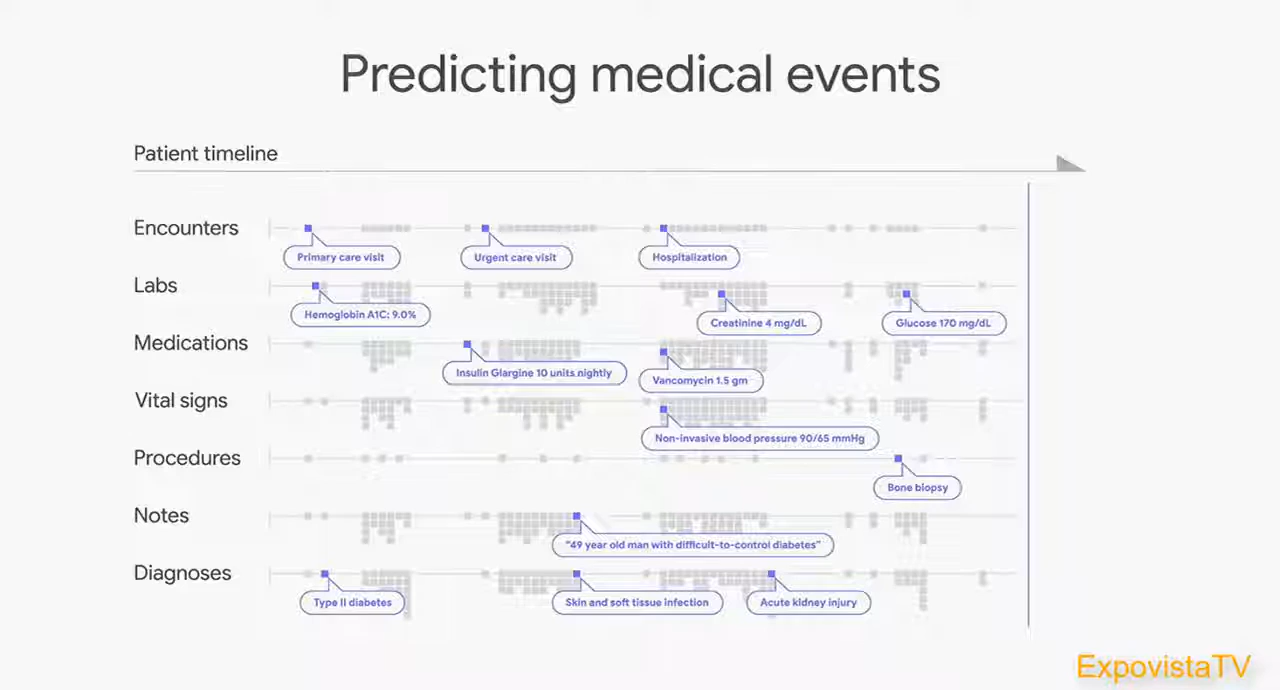 Predicting medical events
Patient timeline
Encounters
Primary care visit
Urgent care visit
Hospitalization
Labs
Hemoglobin A1C: 9.0%
Creatinine 4 mg/dL
Glucose 170 mg/dL
Medications
Insulin Glargine 10 units nightly
Vancomycin 1.5 gm
Vital signs
Non-invasive blood pressure 90/65 mmHg
Procedures
Bone biopsy
Notes
"49 year old man with difficult-to-control diabetes"
Diagnoses
Type II diabetes
Skin and soft tissue infection
Acute kidney injury
ExpovistaTV